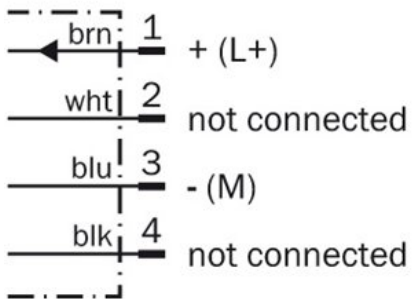 brn 1 + (L+)
wht 2 not connected
blu 3 - (M)
blk 4 not connected